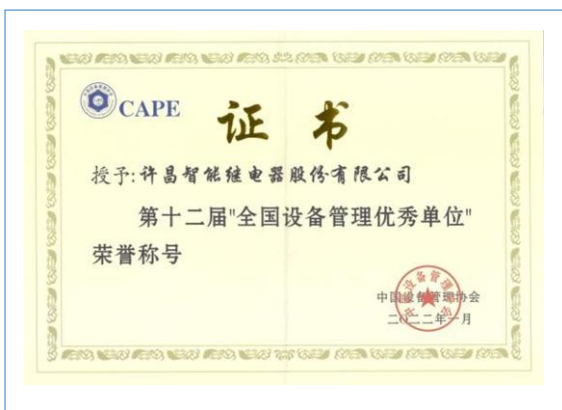 CAPE
证书
授予:许昌智能继电器股份有限公司
第十二届"全国设备管理优秀单位"
荣誉称号
中国设备管理协会
二〇二二年一月